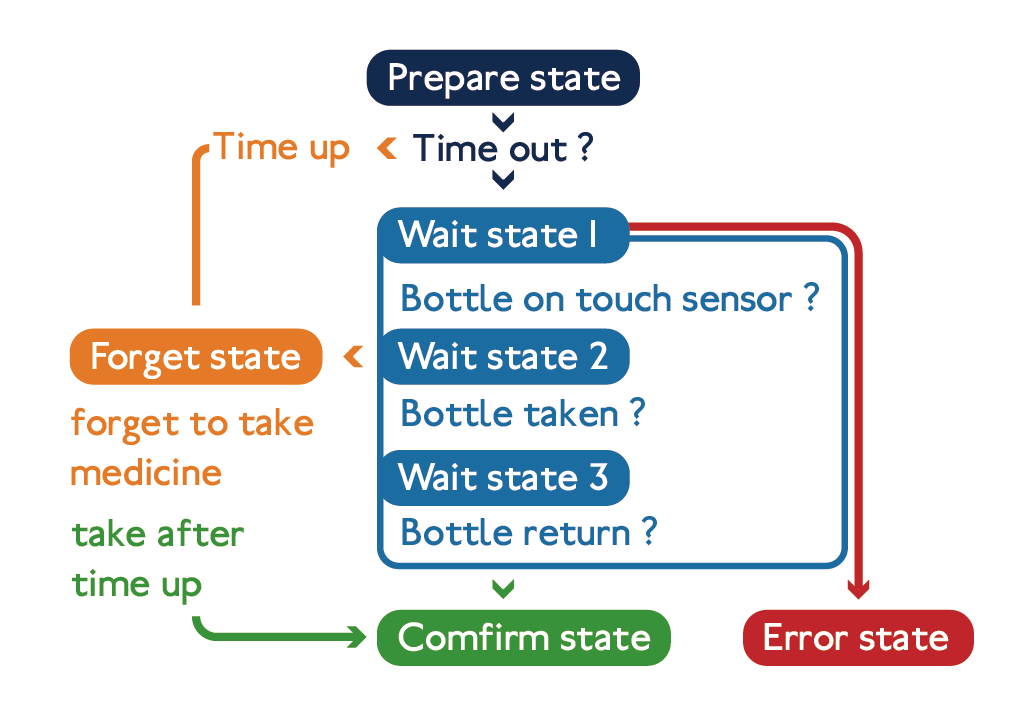 Prepare state
Time up
Time out ?
Wait state 1
Bottle on touch sensor ?
Forget state
Wait state 2
forget to take
medicine
Bottle taken ?
Wait state 3
take after
time up
Bottle return ?
Comfirm state
Error state